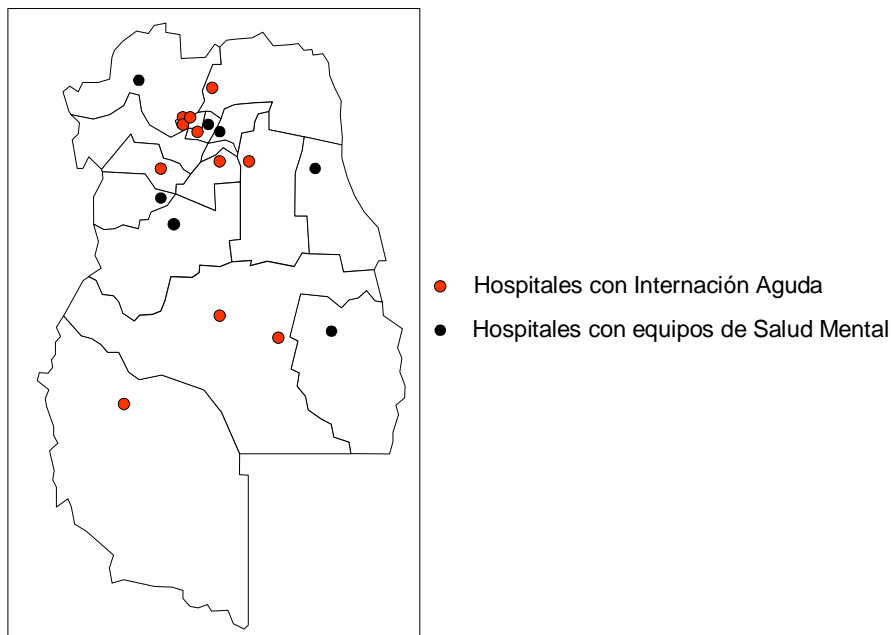 Hospitales con Internación Aguda
Hospitales con equipos de Salud Mental